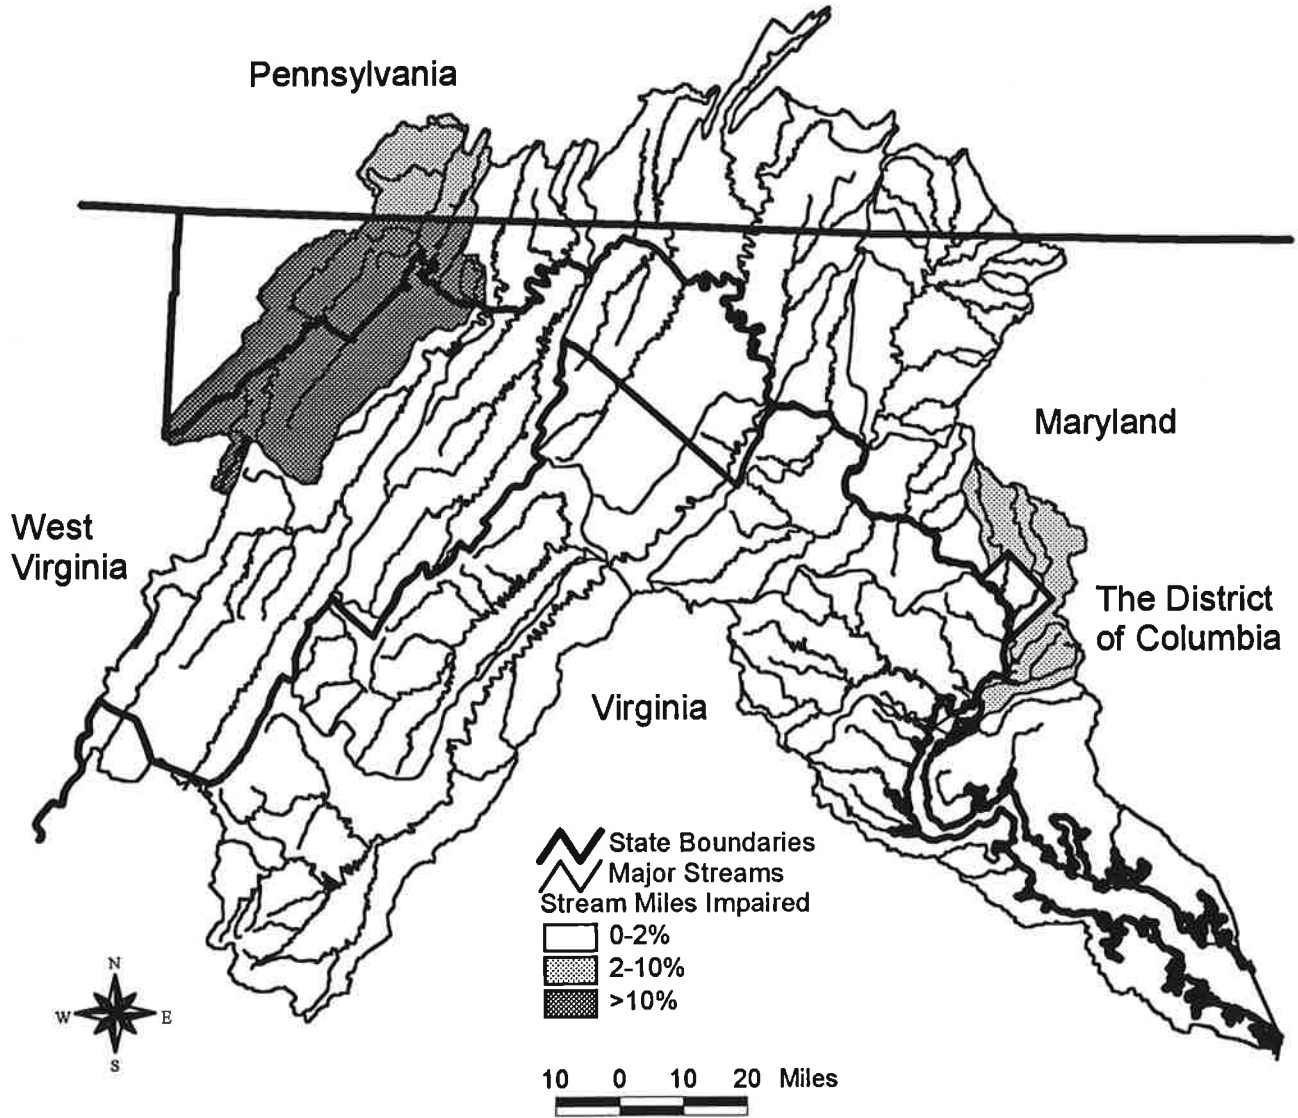 Pennsylvania
Maryland
West
Virginia
The District
of Columbia
Virginia
State Boundaries
Major Streams
Stream Miles Impaired
0-2%
2-10%
>10%
N
W E
S
10 0 10 20 Miles